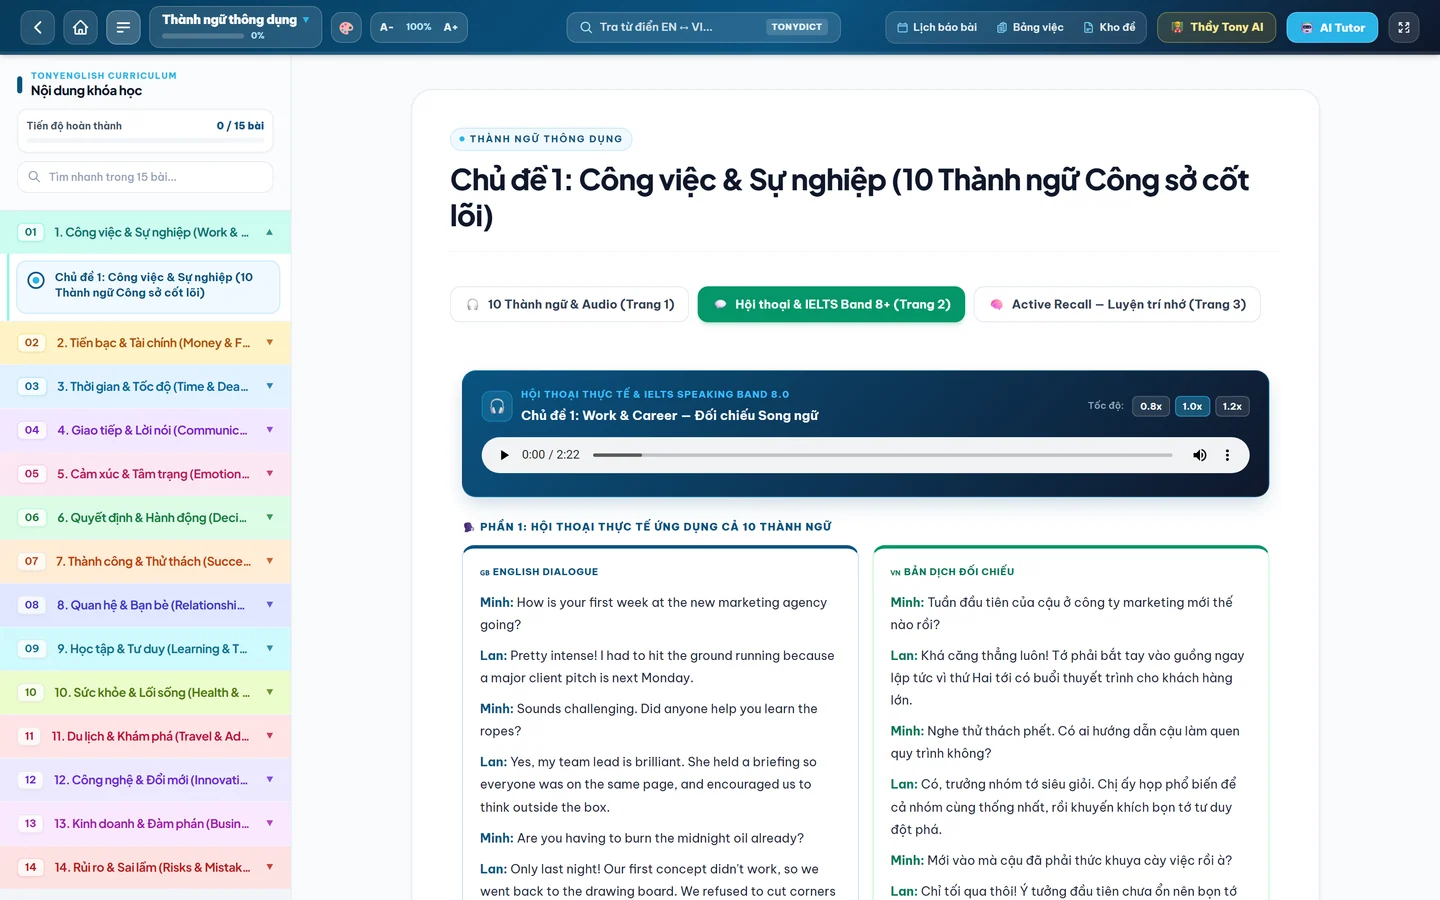 Thành ngữ thông dụng ▼
0%
A- 100% A+
Tra từ điển EN ↔ VI... TONYDICT
Lịch báo bài Bảng việc Kho đề
Thầy Tony AI
AI Tutor
TONYENGLISH CURRICULUM
Nội dung khóa học
Tiến độ hoàn thành 0 / 15 bài
Tìm nhanh trong 15 bài...
01 1. Công việc & Sự nghiệp (Work & ... ▲
Chủ đề 1: Công việc & Sự nghiệp (10
Thành ngữ Công sở cốt lõi)
02 2. Tiền bạc & Tài chính (Money & F... ▼
03 3. Thời gian & Tốc độ (Time & Dea... ▼
04 4. Giao tiếp & Lời nói (Communic... ▼
05 5. Cảm xúc & Tâm trạng (Emotion... ▼
06 6. Quyết định & Hành động (Deci... ▼
07 7. Thành công & Thử thách (Succe... ▼
08 8. Quan hệ & Bạn bè (Relationshi... ▼
09 9. Học tập & Tư duy (Learning & T... ▼
10 10. Sức khỏe & Lối sống (Health & ... ▼
11 11. Du lịch & Khám phá (Travel & Ad... ▼
12 12. Công nghệ & Đổi mới (Innovati... ▼
13 13. Kinh doanh & Đàm phán (Busin... ▼
14 14. Rủi ro & Sai lầm (Risks & Mistak... ▼
THÀNH NGỮ THÔNG DỤNG
Chủ đề 1: Công việc & Sự nghiệp (10 Thành ngữ Công sở cốt
lõi)
10 Thành ngữ & Audio (Trang 1)
Hội thoại & IELTS Band 8+ (Trang 2)
Active Recall — Luyện trí nhớ (Trang 3)
HỘI THOẠI THỰC TẾ & IELTS SPEAKING BAND 8.0
Chủ đề 1: Work & Career — Đối chiếu Song ngữ
Tốc độ: 0.8x 1.0x 1.2x
0:00 / 2:22
PHẦN 1: HỘI THOẠI THỰC TẾ ỨNG DỤNG CẢ 10 THÀNH NGỮ
GB ENGLISH DIALOGUE
Minh: How is your first week at the new marketing agency
going?
Lan: Pretty intense! I had to hit the ground running because
a major client pitch is next Monday.
Minh: Sounds challenging. Did anyone help you learn the
ropes?
Lan: Yes, my team lead is brilliant. She held a briefing so
everyone was on the same page, and encouraged us to
think outside the box.
Minh: Are you having to burn the midnight oil already?
Lan: Only last night! Our first concept didn't work, so we
went back to the drawing board. We refused to cut corners
VN BẢN DỊCH ĐỐI CHIẾU
Minh: Tuần đầu tiên của cậu ở công ty marketing mới thế
nào rồi?
Lan: Khá căng thẳng luôn! Tớ phải bắt tay vào guồng ngay
lập tức vì thứ Hai tới có buổi thuyết trình cho khách hàng
lớn.
Minh: Nghe thử thách phết. Có ai hướng dẫn cậu làm quen
quy trình không?
Lan: Có, trưởng nhóm tớ siêu giỏi. Chị ấy họp phổ biến để
cả nhóm cùng thống nhất, rồi khuyến khích bọn tớ tư duy
đột phá.
Minh: Mới vào mà cậu đã phải thức khuya cày việc rồi à?
Lan: Chỉ tối qua thôi! Ý tưởng đầu tiên chưa ổn nên bọn tớ